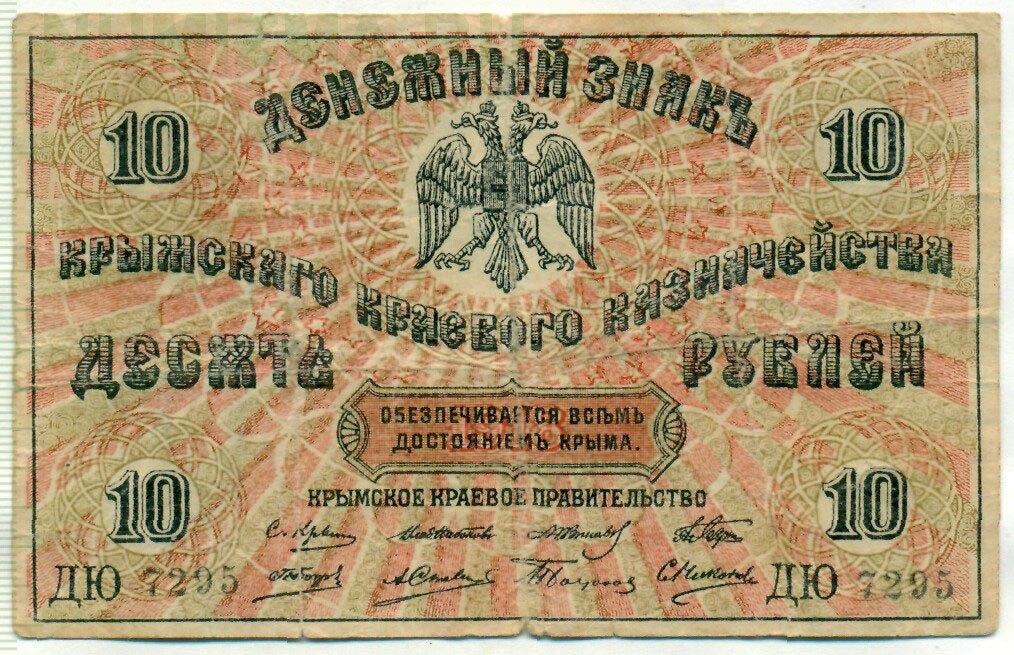 ДЕНЕЖНЫЙ ЗНАКЪ
10 10
КРЫМСКАГО КРАЕВОГО КАЗНАЧЕЙСТВА
ДЕСЯТЬ РУБЛЕЙ
ОБЕЗПЕЧИВАЕТСЯ ВСѢМЪ
ДОСТОЯНІЕМЪ КРЫМА.
КРЫМСКОЕ КРАЕВОЕ ПРАВИТЕЛЬСТВО
10 10
ДЮ 7295 ДЮ 7295